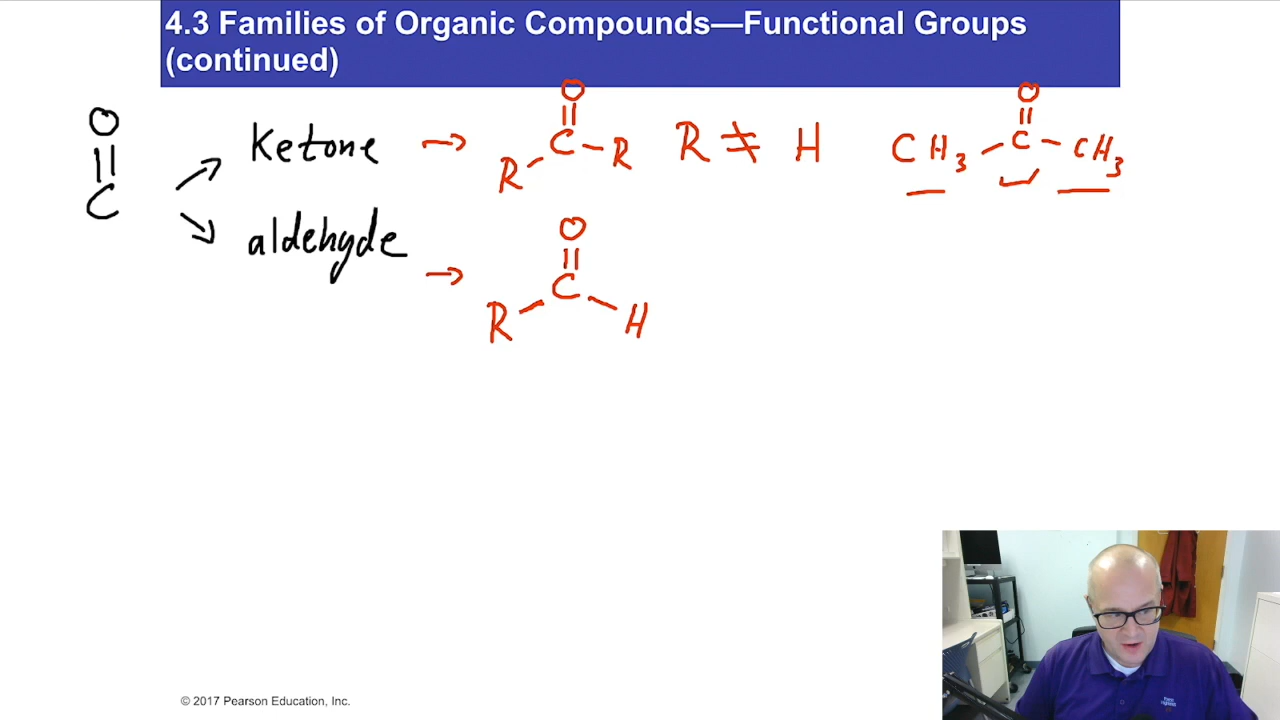 4.3 Families of Organic Compounds—Functional Groups
(continued)
O
||
C
Ketone → O
||
R - C - R R ≠ H
O
||
CH3 - C - CH3
aldehyde → O
||
R - C - H
© 2017 Pearson Education, Inc.